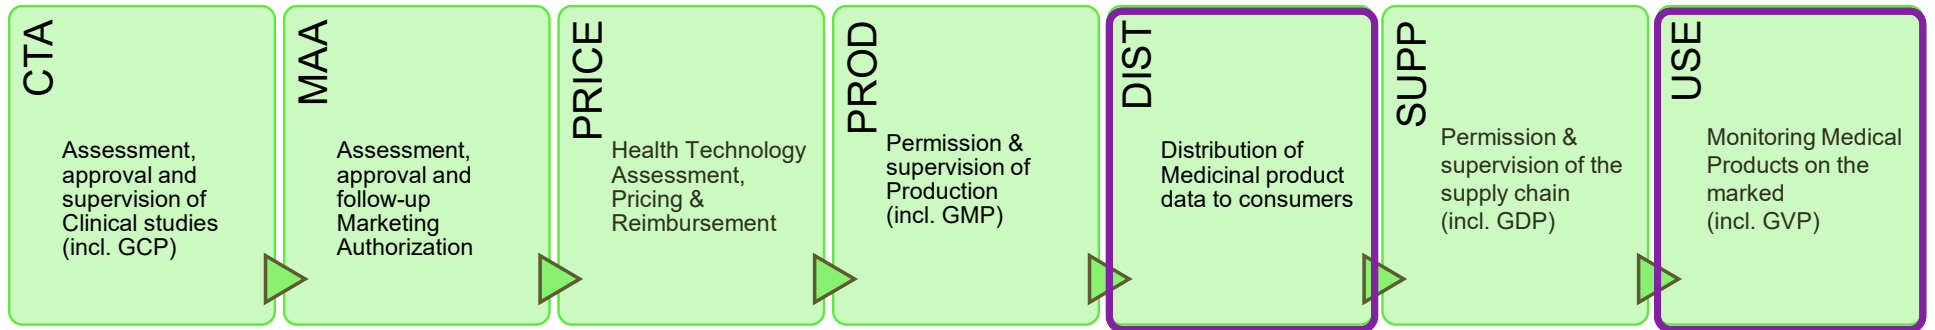 CTA
Assessment,
approval and
supervision of
Clinical studies
(incl. GCP)
MAA
Assessment,
approval and
follow-up
Marketing
Authorization
PRICE
Health Technology
Assessment,
Pricing &
Reimbursement
PROD
Permission &
supervision of
Production
(incl. GMP)
DIST
Distribution of
Medicinal product
data to consumers
SUPP
Permission &
supervision of the
supply chain
(incl. GDP)
USE
Monitoring Medical
Products on the
marked
(incl. GVP)